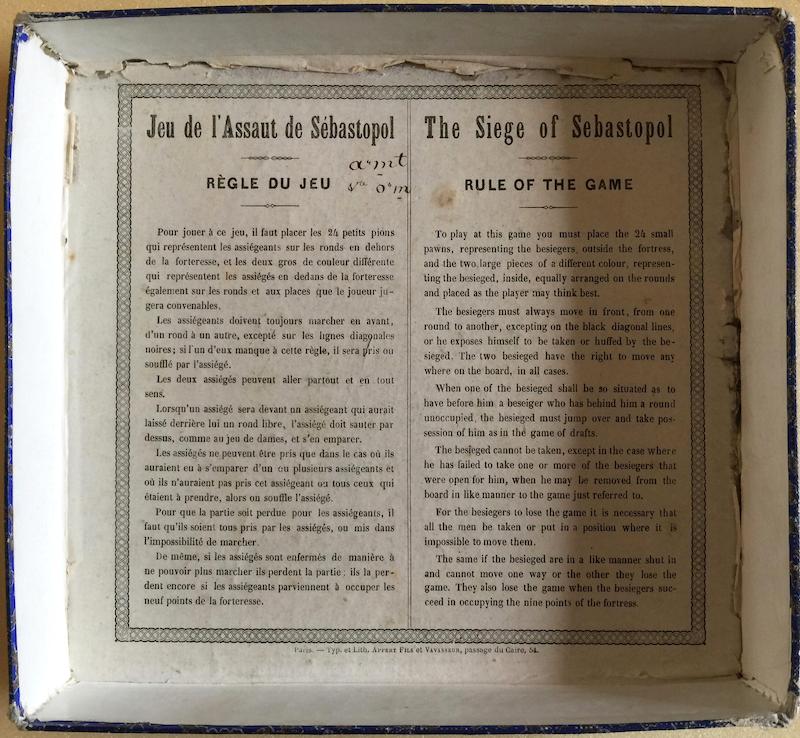 Jeu de l'Assaut de Sébastopol
RÈGLE DU JEU
Pour jouer à ce jeu, il faut placer les 24 petits pions
qui représentent les assiégeants sur les ronds en dehors
de la forteresse, et les deux gros de couleur différente
qui représentent les assiégés en dedans de la forteresse
également sur les ronds et aux places que le joueur ju-
gera convenables.
Les assiégeants doivent toujours marcher en avant,
d'un rond à un autre, excepté sur les lignes diagonales
noires; si l'un d'eux manque à cette règle, il sera pris ou
soufflé par l'assiégé.
Les deux assiégés peuvent aller partout et en tout
sens.
Lorsqu'un assiégé sera devant un assiégeant qui aurait
laissé derrière lui un rond libre, l'assiégé doit sauter par
dessus, comme au jeu de dames, et s'en emparer.
Les assiégés ne peuvent être pris que dans le cas où ils
auraient eu à s'emparer d'un ou plusieurs assiégeants et
où ils n'auraient pas pris cet assiégeant ou tous ceux qui
étaient à prendre, alors on souffle l'assiégé.
Pour que la partie soit perdue pour les assiégeants, il
faut qu'ils soient tous pris par les assiégés, ou mis dans
l'impossibilité de marcher.
De même, si les assiégés sont enfermés de manière à
ne pouvoir plus marcher ils perdent la partie; ils la per-
dent encore si les assiégeants parviennent à occuper les
neuf points de la forteresse.
The Siege of Sebastopol
RULE OF THE GAME
To play at this game you must place the 24 small
pawns, representing the besiegers, outside the fortress,
and the two large pieces of a different colour, represen-
ting the besieged, inside, equally arranged on the rounds
and placed as the player may think best.
The besiegers must always move in front, from one
round to another, excepting on the black diagonal lines,
or he exposes himself to be taken or huffed by the be-
sieged. The two besieged have the right to move any
where on the board, in all cases.
When one of the besieged shall be so situated as to
have before him a beseiger who has behind him a round
unoccupied, the besieged must jump over and take pos-
session of him as in the game of drafts.
The besieged cannot be taken, except in the case where
he has failed to take one or more of the besiegers that
were open for him, when he may be removed from the
board in like manner to the game just referred to.
For the besiegers to lose the game it is necessary that
all the men be taken or put in a position where it is
impossible to move them.
The same if the besieged are in a like manner shut in
and cannot move one way or the other they lose the
game. They also lose the game when the besiegers suc-
ceed in occupying the nine points of the fortress.
Paris. — Typ. et Lith. APPERT FILS et VAVASSEUR, passage du Caire, 54.